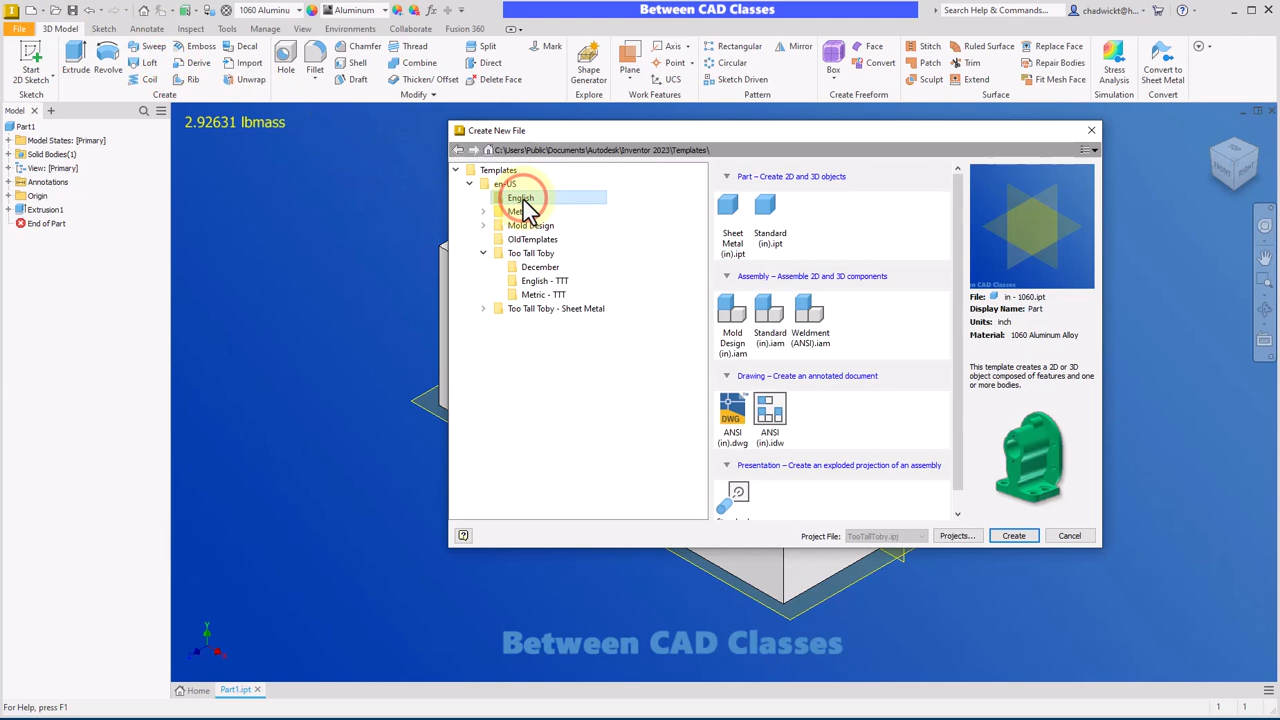 Between CAD Classes
1060 Aluminu
Aluminum
Search Help & Commands...
chadwickt@h...
File 3D Model Sketch Annotate Inspect Tools Manage View Environments Collaborate Fusion 360
Start
2D Sketch
Extrude
Revolve
Sweep
Loft
Coil
Emboss
Derive
Rib
Decal
Import
Unwrap
Hole
Fillet
Chamfer
Shell
Draft
Thread
Combine
Thicken/ Offset
Split
Direct
Delete Face
Mark
Shape
Generator
Plane
Axis
Point
UCS
Rectangular
Circular
Sketch Driven
Mirror
Box
Face
Convert
Stitch
Patch
Sculpt
Ruled Surface
Trim
Extend
Replace Face
Repair Bodies
Fit Mesh Face
Stress
Analysis
Convert to
Sheet Metal
Sketch Create Modify Explore Work Features Pattern Create Freeform Surface Simulation Convert
Model
Part1
Model States: [Primary]
Solid Bodies(1)
View: [Primary]
Annotations
Origin
Extrusion1
End of Part
2.92631 lbmass
Create New File
C:\Users\Public\Documents\Autodesk\Inventor 2023\Templates\
Templates
en-US
English
Mold Design
OldTemplates
Too Tall Toby
December
English - TTT
Metric - TTT
Too Tall Toby - Sheet Metal
Part – Create 2D and 3D objects
Sheet
Metal
(in).ipt
Standard
(in).ipt
Assembly – Assemble 2D and 3D components
Mold
Design
(in).iam
Standard
(in).iam
Weldment
(ANSI).iam
Drawing – Create an annotated document
DWG
ANSI
(in).dwg
ANSI
(in).idw
Presentation – Create an exploded projection of an assembly
File: in - 1060.ipt
Display Name: Part
Units: inch
Material: 1060 Aluminum Alloy
This template creates a 2D or 3D
object composed of features and one
or more bodies.
Project File: TooTallToby.ipj
Projects...
Create
Cancel
Between CAD Classes
Home
Part1.ipt
For Help, press F1
1 1